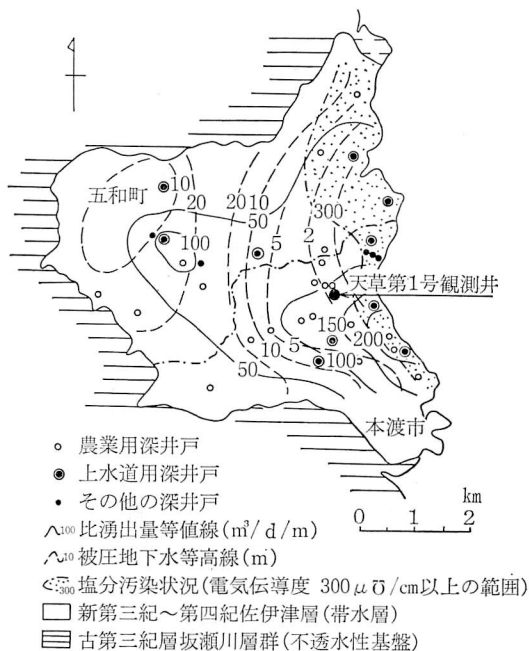 五和町
10
20
2010
50
300
100
5
2
天草第1号観測井
150
200
5
10
100
50
本渡市
農業用深井戸
上水道用深井戸
その他の深井戸
km
0 1 2
100 比湧出量等値線(m³/d/m)
10 被圧地下水等高線(m)
300 塩分汚染状況(電気伝導度 300μ℧/cm以上の範囲)
新第三紀～第四紀佐伊津層(帯水層)
古第三紀層坂瀬川層群(不透水性基盤)